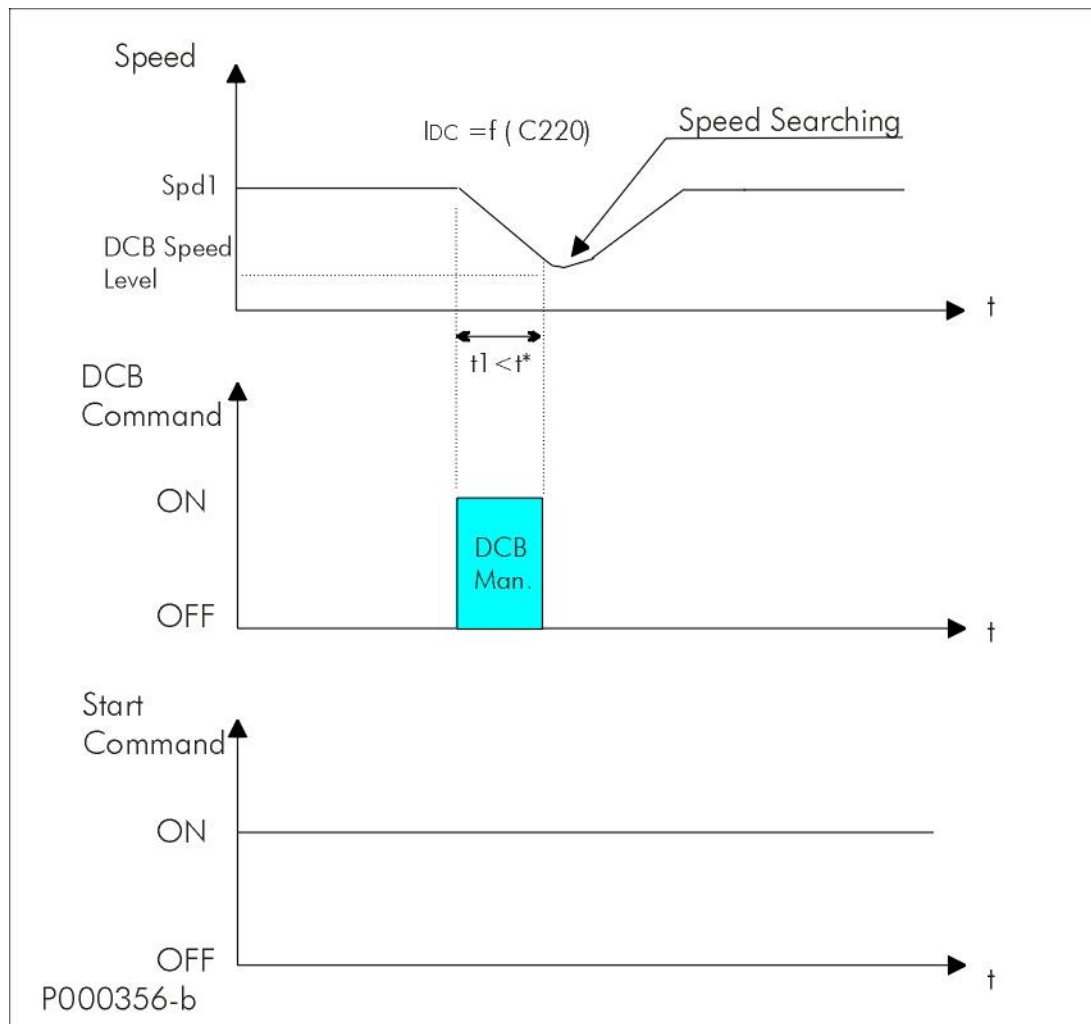 Speed
IDC =f ( C220)
Speed Searching
Spd1
DCB Speed
Level
t
t1 <t*
DCB
Command
ON
DCB
Man.
OFF
t
Start
Command
ON
OFF
t
P000356-b